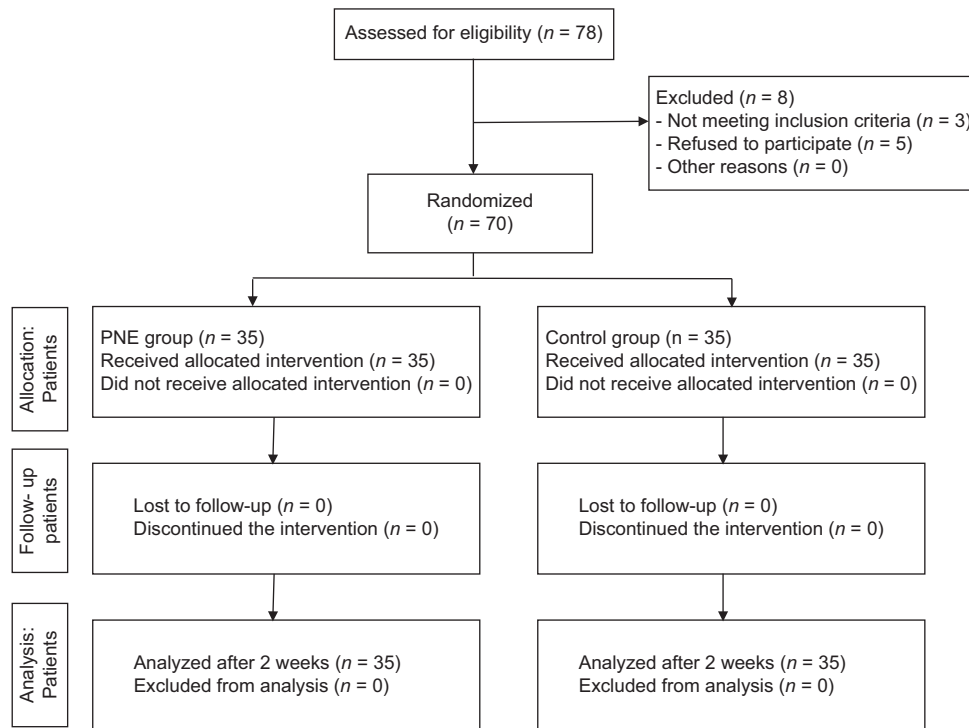 Assessed for eligibility (n = 78)
Excluded (n = 8)
- Not meeting inclusion criteria (n = 3)
- Refused to participate (n = 5)
- Other reasons (n = 0)
Randomized
(n = 70)
Allocation:
Patients
PNE group (n = 35)
Received allocated intervention (n = 35)
Did not receive allocated intervention (n = 0)
Control group (n = 35)
Received allocated intervention (n = 35)
Did not receive allocated intervention (n = 0)
Follow- up
patients
Lost to follow-up (n = 0)
Discontinued the intervention (n = 0)
Lost to follow-up (n = 0)
Discontinued the intervention (n = 0)
Analysis:
Patients
Analyzed after 2 weeks (n = 35)
Excluded from analysis (n = 0)
Analyzed after 2 weeks (n = 35)
Excluded from analysis (n = 0)